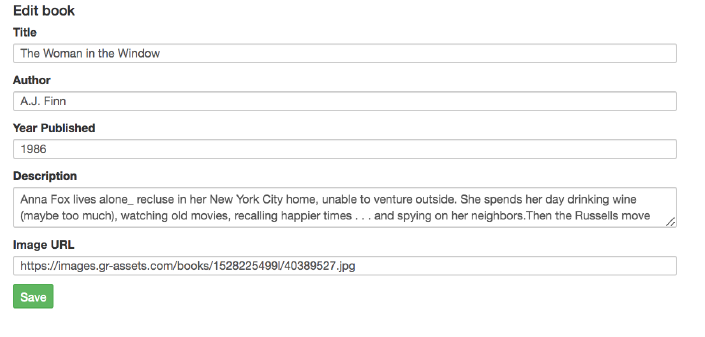 Edit book
Title
The Woman in the Window
Author
A.J. Finn
Year Published
1986
Description
Anna Fox lives alone_ recluse in her New York City home, unable to venture outside. She spends her day drinking wine
(maybe too much), watching old movies, recalling happier times . . . and spying on her neighbors.Then the Russells move
Image URL
https://images.gr-assets.com/books/1528225499l/40389527.jpg
Save